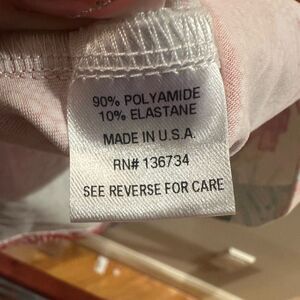 90% POLYAMIDE
10% ELASTANE
MADE IN U.S.A.
RN# 136734
SEE REVERSE FOR CARE